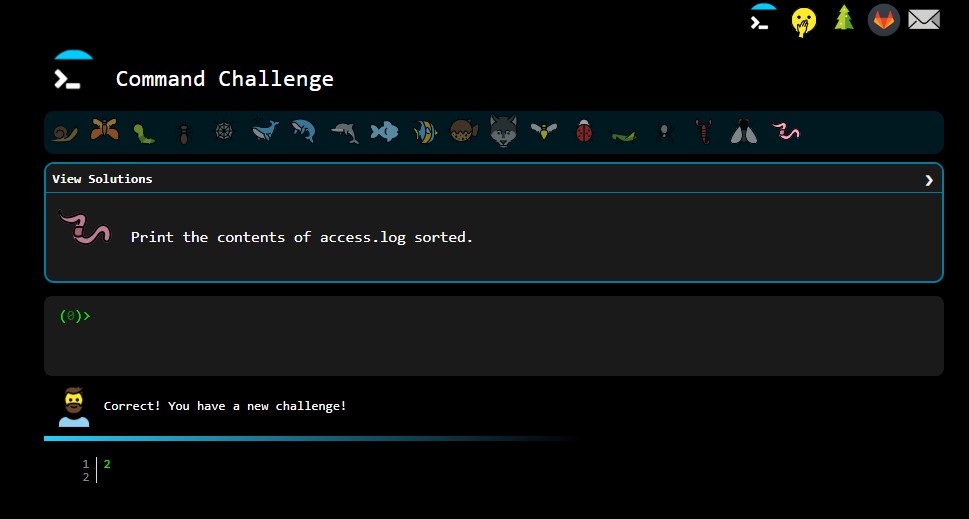 Command Challenge
View Solutions
Print the contents of access.log sorted.
(0)>
Correct! You have a new challenge!
1 2
2